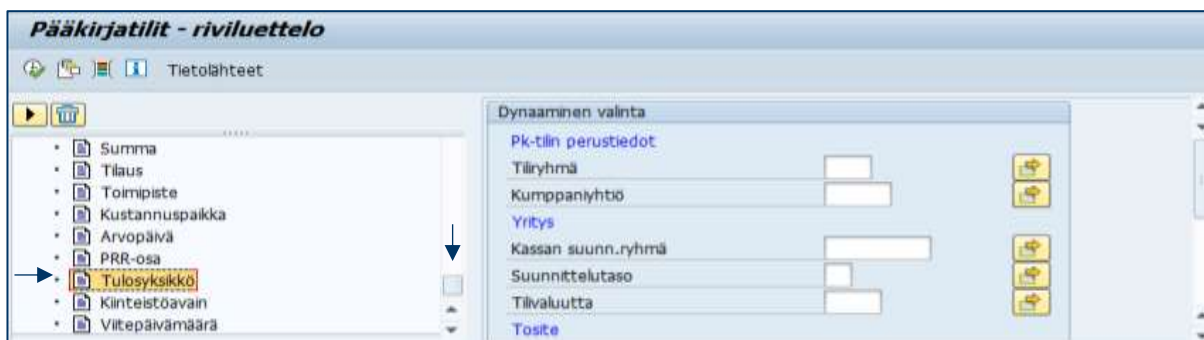 Pääkirjatilit - riviluettelo
Tietolähteet
Summa
Tilaus
Toimipiste
Kustannuspaikka
Arvopäivä
PRR-osa
Tulosyksikkö
Kiinteistöavain
Viitepäivämäärä
Dynaaminen valinta
Pk-tilin perustiedot
Tiliryhmä
Kumppaniyhtiö
Yritys
Kassan suunn.ryhmä
Suunnittelutaso
Tilivaluutta
Tosite